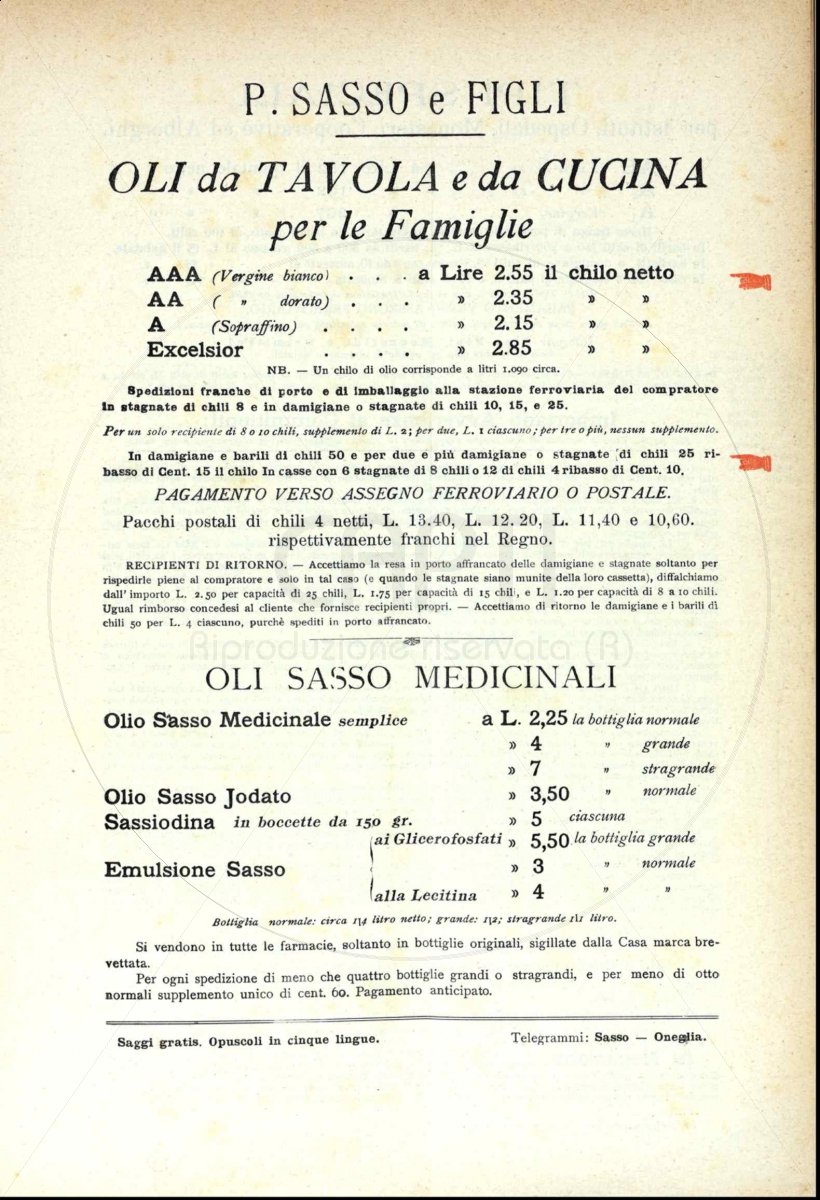 P. SASSO e FIGLI
OLI da TAVOLA e da CUCINA
per le Famiglie
AAA (Vergine bianco) . . . a Lire 2.55 il chilo netto
AA ( „ dorato) . . . » 2.35 » »
A (Sopraffino) . . . . » 2.15 » »
Excelsior . . . . » 2.85 » »
NB. — Un chilo di olio corrisponde a litri 1.090 circa.
Spedizioni franche di porto e di imballaggio alla stazione ferroviaria del compratore
in stagnate di chili 8 e in damigiane o stagnate di chili 10, 15, e 25.
Per un solo recipiente di 8 o 10 chili, supplemento di L. 2; per due, L. 1 ciascuno; per tre o più, nessun supplemento.
In damigiane e barili di chili 50 e per due e più damigiane o stagnate di chili 25 ri-
basso di Cent. 15 il chilo In casse con 6 stagnate di 8 chili o 12 di chili 4 ribasso di Cent. 10.
PAGAMENTO VERSO ASSEGNO FERROVIARIO O POSTALE.
Pacchi postali di chili 4 netti, L. 13.40, L. 12.20, L. 11,40 e 10,60.
rispettivamente franchi nel Regno.
RECIPIENTI DI RITORNO. — Accettiamo la resa in porto affrancato delle damigiane e stagnate soltanto per
rispedirle piene al compratore e solo in tal caso (e quando le stagnate siano munite della loro cassetta), diffalchiamo
dall' importo L. 2.50 per capacità di 25 chili, L. 1.75 per capacità di 15 chili, e L. 1.20 per capacità di 8 a 10 chili.
Ugual rimborso concedesi al cliente che fornisce recipienti propri. — Accettiamo di ritorno le damigiane e i barili di
chili 50 per L. 4 ciascuno, purchè spediti in porto affrancato.
Riproduzione riservata (R)
OLI SASSO MEDICINALI
Olio Sasso Medicinale semplice a L. 2,25 la bottiglia normale
» 4 „ grande
» 7 „ stragrande
Olio Sasso Jodato » 3,50 „ normale
Sassiodina in boccette da 150 gr. » 5 ciascuna
ai Glicerofosfati » 5,50 la bottiglia grande
Emulsione Sasso » 3 „ normale
alla Lecitina » 4 „ „
Bottiglia normale: circa 1\4 litro netto; grande: 1\2; stragrande 1\1 litro.
Si vendono in tutte le farmacie, soltanto in bottiglie originali, sigillate dalla Casa marca bre-
vettata.
Per ogni spedizione di meno che quattro bottiglie grandi o stragrandi, e per meno di otto
normali supplemento unico di cent. 60. Pagamento anticipato.
Saggi gratis. Opuscoli in cinque lingue. Telegrammi: Sasso — Oneglia.